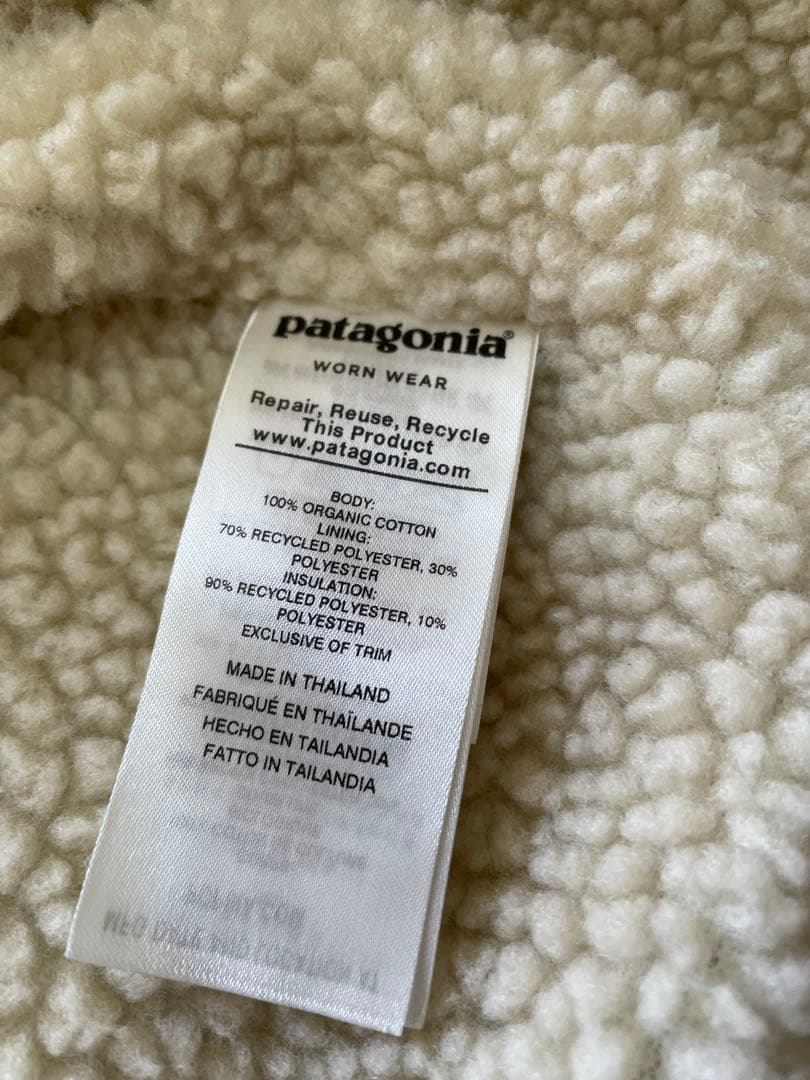 patagonia®
WORN WEAR
Repair, Reuse, Recycle
This Product
www.patagonia.com
BODY:
100% ORGANIC COTTON
LINING:
70% RECYCLED POLYESTER, 30%
POLYESTER
INSULATION:
90% RECYCLED POLYESTER, 10%
POLYESTER
EXCLUSIVE OF TRIM
MADE IN THAILAND
FABRIQUÉ EN THAÏLANDE
HECHO EN TAILANDIA
FATTO IN TAILANDIA